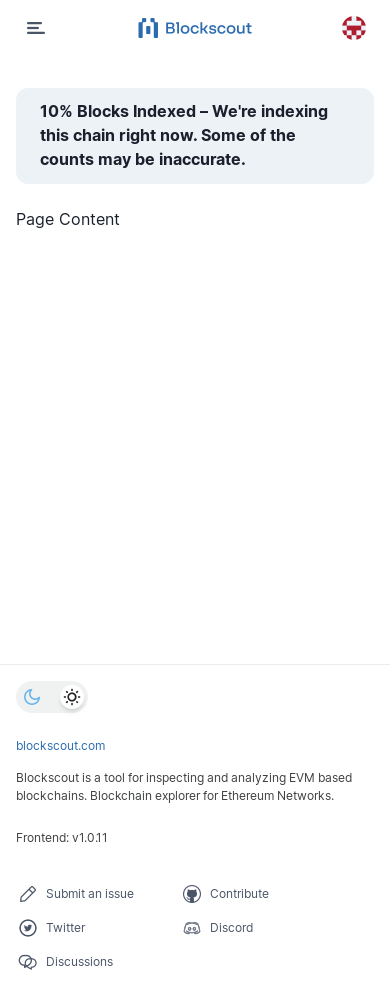 Blockscout
10% Blocks Indexed – We're indexing
this chain right now. Some of the
counts may be inaccurate.
Page Content
blockscout.com
Blockscout is a tool for inspecting and analyzing EVM based
blockchains. Blockchain explorer for Ethereum Networks.
Frontend: v1.0.11
Submit an issue
Contribute
Twitter
Discord
Discussions